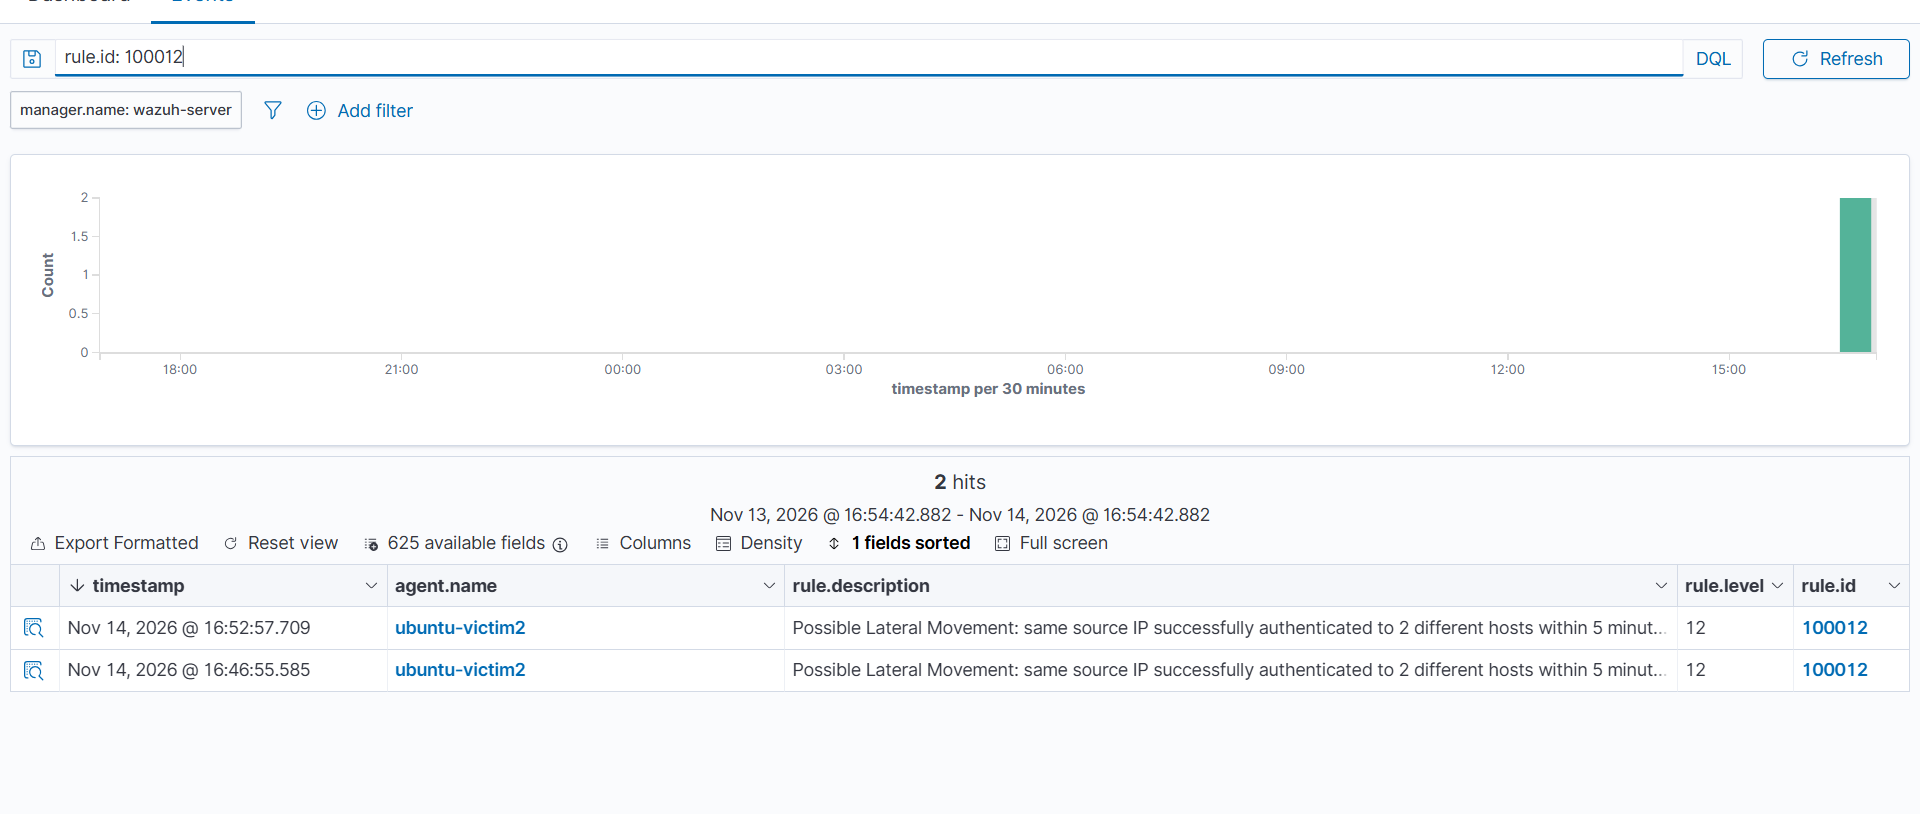 Dashboard Events
rule.id: 100012
DQL
Refresh
manager.name: wazuh-server
Add filter
2
1.5
1
0.5
0
Count
18:00 21:00 00:00 03:00 06:00 09:00 12:00 15:00
timestamp per 30 minutes
2 hits
Nov 13, 2026 @ 16:54:42.882 - Nov 14, 2026 @ 16:54:42.882
Export Formatted Reset view 625 available fields Columns Density 1 fields sorted Full screen
timestamp agent.name rule.description rule.level rule.id
Nov 14, 2026 @ 16:52:57.709 ubuntu-victim2 Possible Lateral Movement: same source IP successfully authenticated to 2 different hosts within 5 minut... 12 100012
Nov 14, 2026 @ 16:46:55.585 ubuntu-victim2 Possible Lateral Movement: same source IP successfully authenticated to 2 different hosts within 5 minut... 12 100012